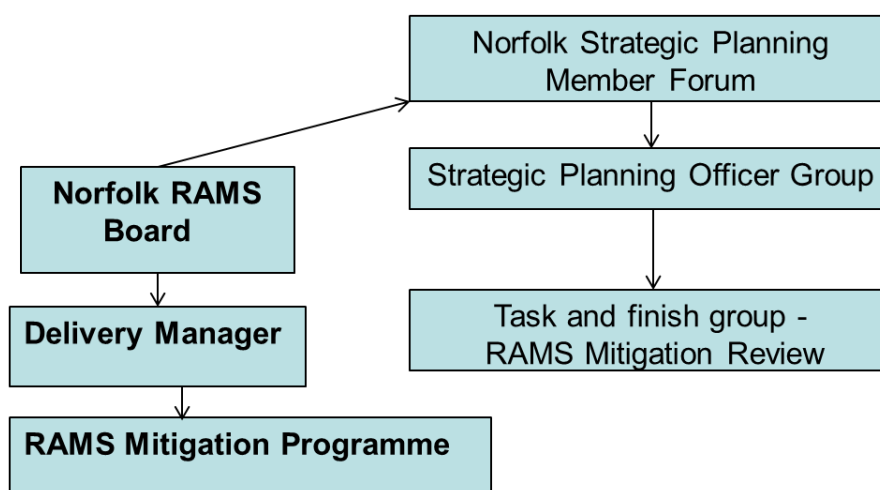 Norfolk Strategic Planning
Member Forum
Strategic Planning Officer Group
Task and finish group -
RAMS Mitigation Review
Norfolk RAMS
Board
Delivery Manager
RAMS Mitigation Programme